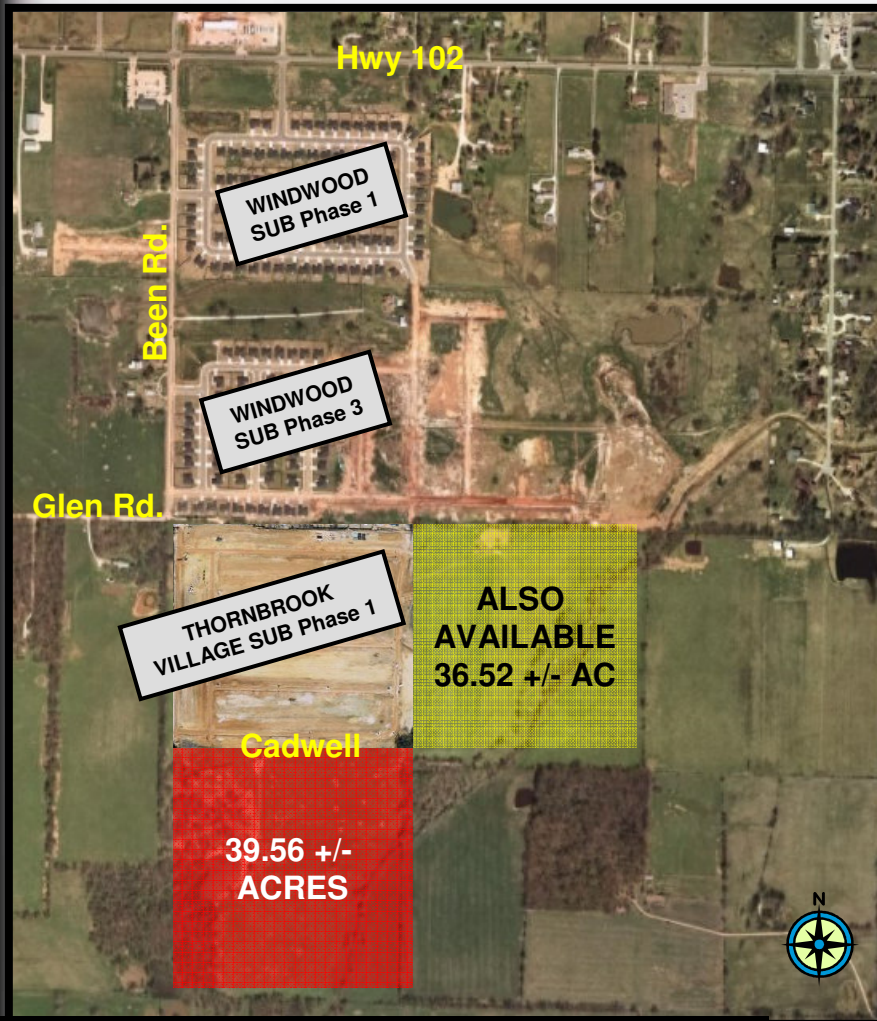 Hwy 102
WINDWOOD
SUB Phase 1
Been Rd.
WINDWOOD
SUB Phase 3
Glen Rd.
THORNBROOK
VILLAGE SUB Phase 1
ALSO
AVAILABLE
36.52 +/- AC
Cadwell
39.56 +/-
ACRES
N